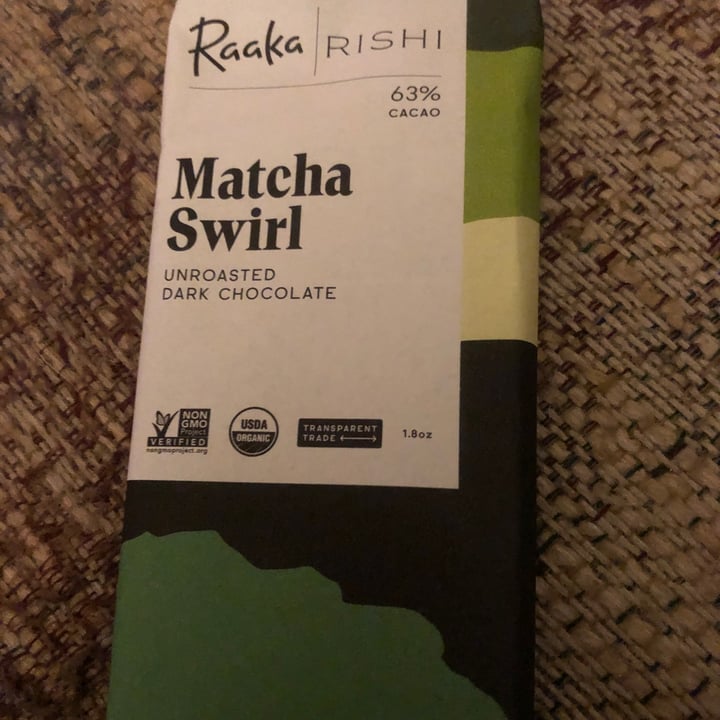 Raaka | RISHI
63%
CACAO
Matcha
Swirl
UNROASTED
DARK CHOCOLATE
NON
GMO
Project
VERIFIED
nongmoproject.org
USDA
ORGANIC
TRANSPARENT
TRADE
1.8oz